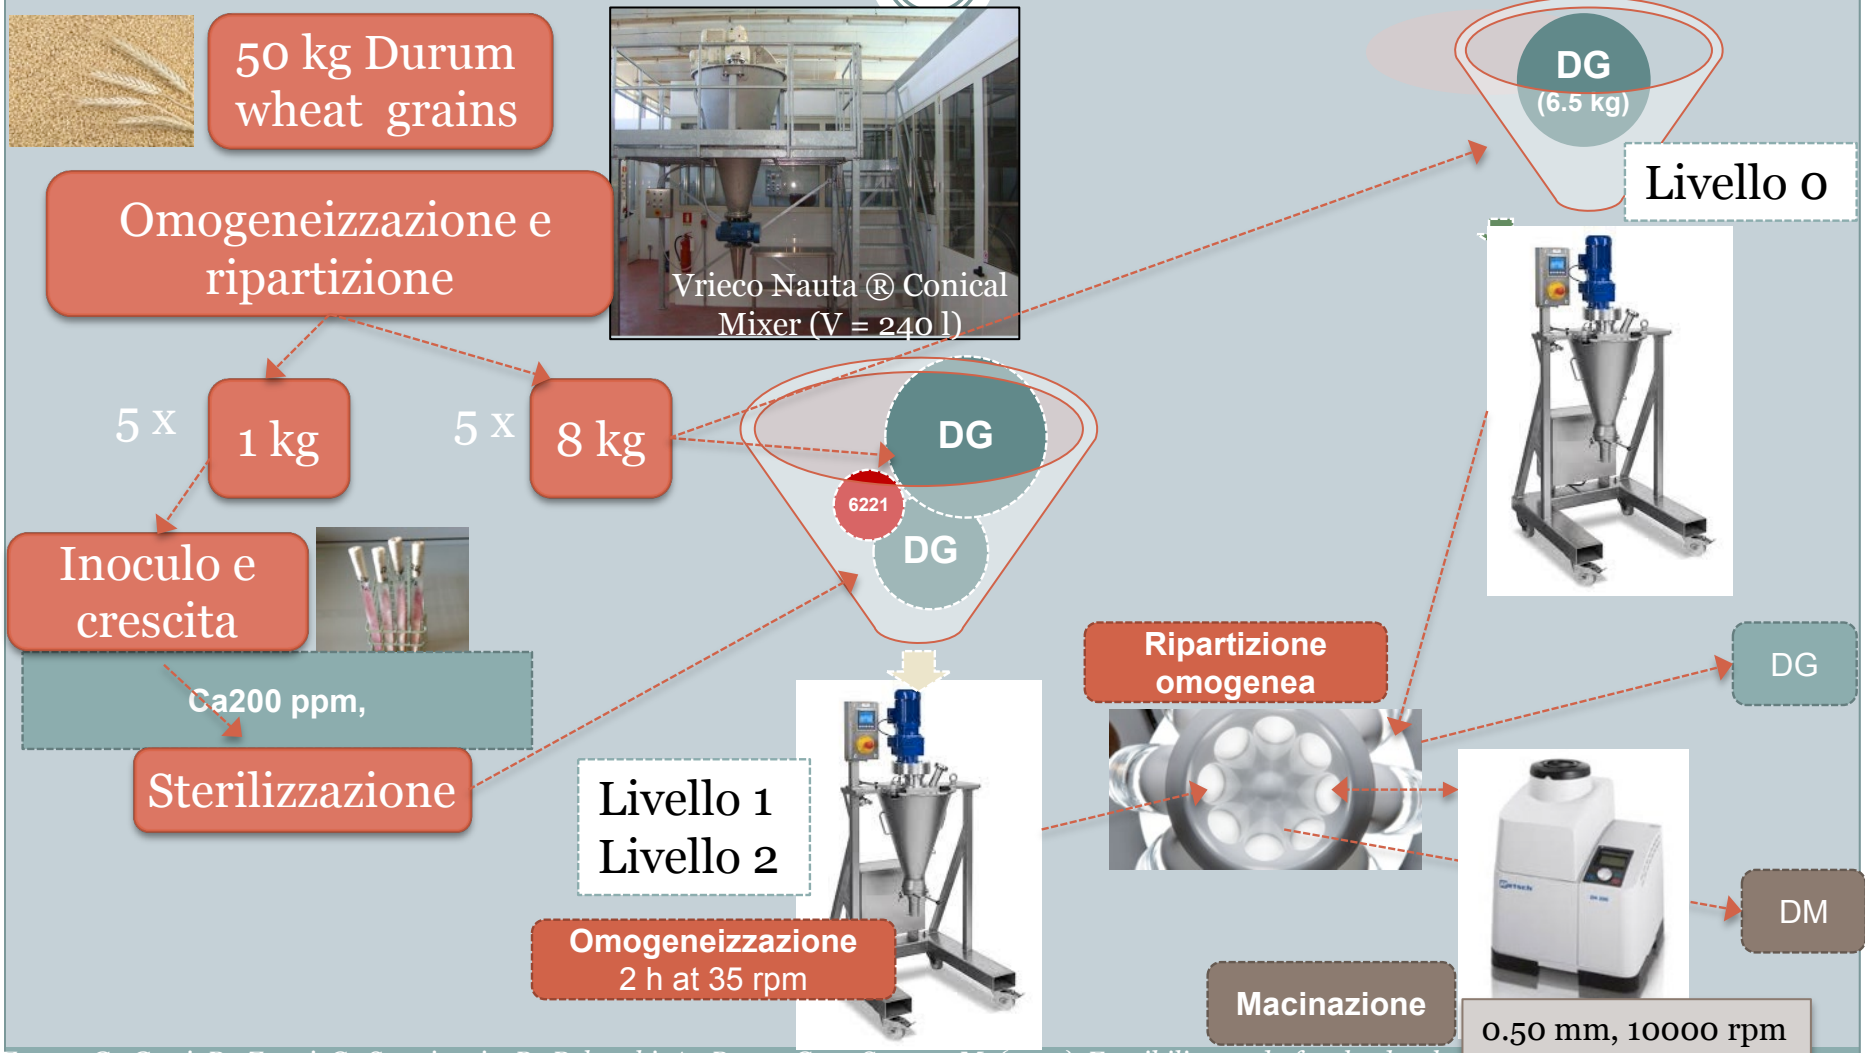 50 kg Durum
wheat grains
Omogeneizzazione e
ripartizione
Vrieco Nauta ® Conical
Mixer (V = 240 l)
DG
(6.5 kg)
Livello 0
5 x
1 kg
5 x
8 kg
DG
6221
DG
Inoculo e
crescita
Ca200 ppm,
Sterilizzazione
Livello 1
Livello 2
Omogeneizzazione
2 h at 35 rpm
Ripartizione
omogenea
DG
DM
Macinazione
0.50 mm, 10000 rpm